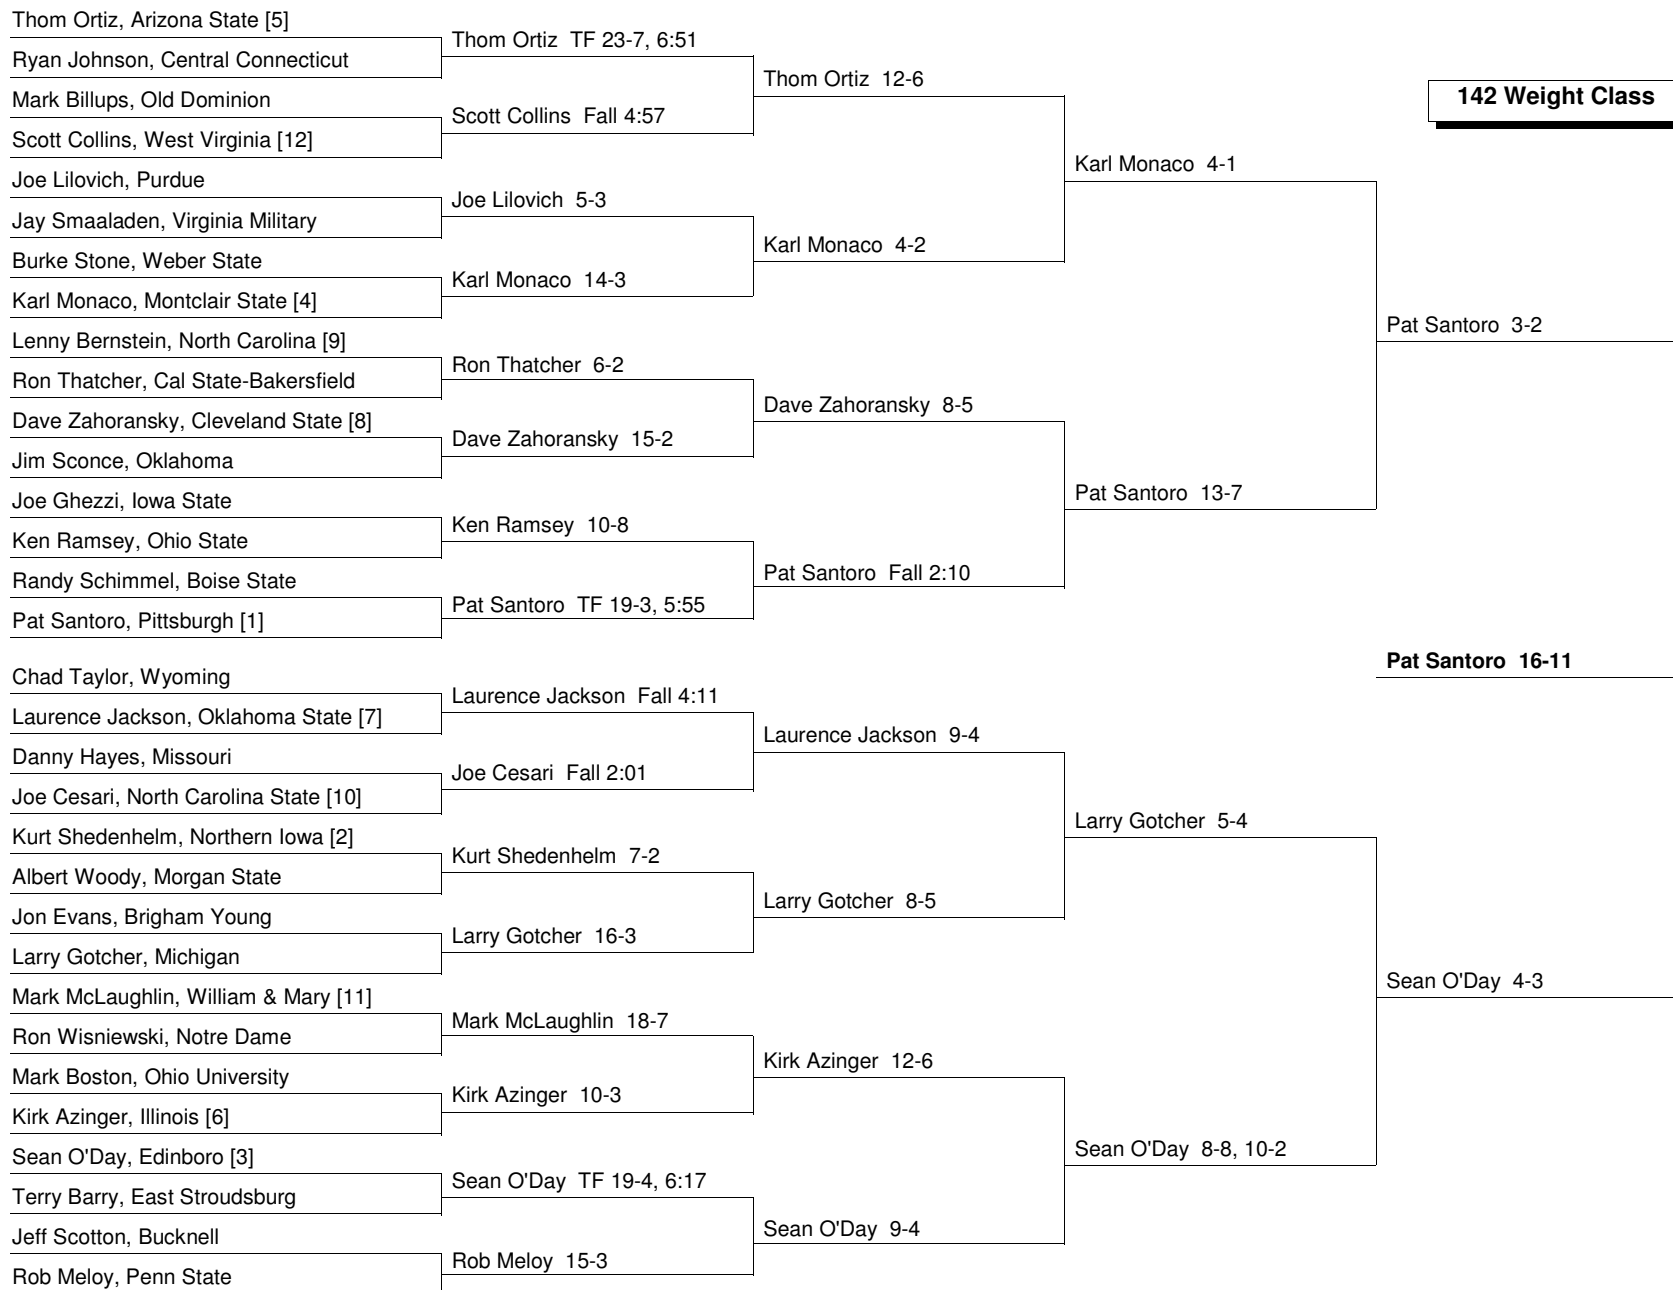 Thom Ortiz, Arizona State [5]
Ryan Johnson, Central Connecticut
Mark Billups, Old Dominion
Scott Collins, West Virginia [12]
Joe Lilovich, Purdue
Jay Smaaladen, Virginia Military
Burke Stone, Weber State
Karl Monaco, Montclair State [4]
Lenny Bernstein, North Carolina [9]
Ron Thatcher, Cal State-Bakersfield
Dave Zahoransky, Cleveland State [8]
Jim Sconce, Oklahoma
Joe Ghezzi, Iowa State
Ken Ramsey, Ohio State
Randy Schimmel, Boise State
Pat Santoro, Pittsburgh [1]
Chad Taylor, Wyoming
Laurence Jackson, Oklahoma State [7]
Danny Hayes, Missouri
Joe Cesari, North Carolina State [10]
Kurt Shedenhelm, Northern Iowa [2]
Albert Woody, Morgan State
Jon Evans, Brigham Young
Larry Gotcher, Michigan
Mark McLaughlin, William & Mary [11]
Ron Wisniewski, Notre Dame
Mark Boston, Ohio University
Kirk Azinger, Illinois [6]
Sean O'Day, Edinboro [3]
Terry Barry, East Stroudsburg
Jeff Scotton, Bucknell
Rob Meloy, Penn State
Thom Ortiz TF 23-7, 6:51
Scott Collins Fall 4:57
Joe Lilovich 5-3
Karl Monaco 14-3
Ron Thatcher 6-2
Dave Zahoransky 15-2
Ken Ramsey 10-8
Pat Santoro TF 19-3, 5:55
Laurence Jackson Fall 4:11
Joe Cesari Fall 2:01
Kurt Shedenhelm 7-2
Larry Gotcher 16-3
Mark McLaughlin 18-7
Kirk Azinger 10-3
Sean O'Day TF 19-4, 6:17
Rob Meloy 15-3
Thom Ortiz 12-6
Karl Monaco 4-2
Dave Zahoransky 8-5
Pat Santoro Fall 2:10
Laurence Jackson 9-4
Larry Gotcher 8-5
Kirk Azinger 12-6
Sean O'Day 9-4
Karl Monaco 4-1
Pat Santoro 13-7
Larry Gotcher 5-4
Sean O'Day 8-8, 10-2
142 Weight Class
Pat Santoro 3-2
Pat Santoro 16-11
Sean O'Day 4-3